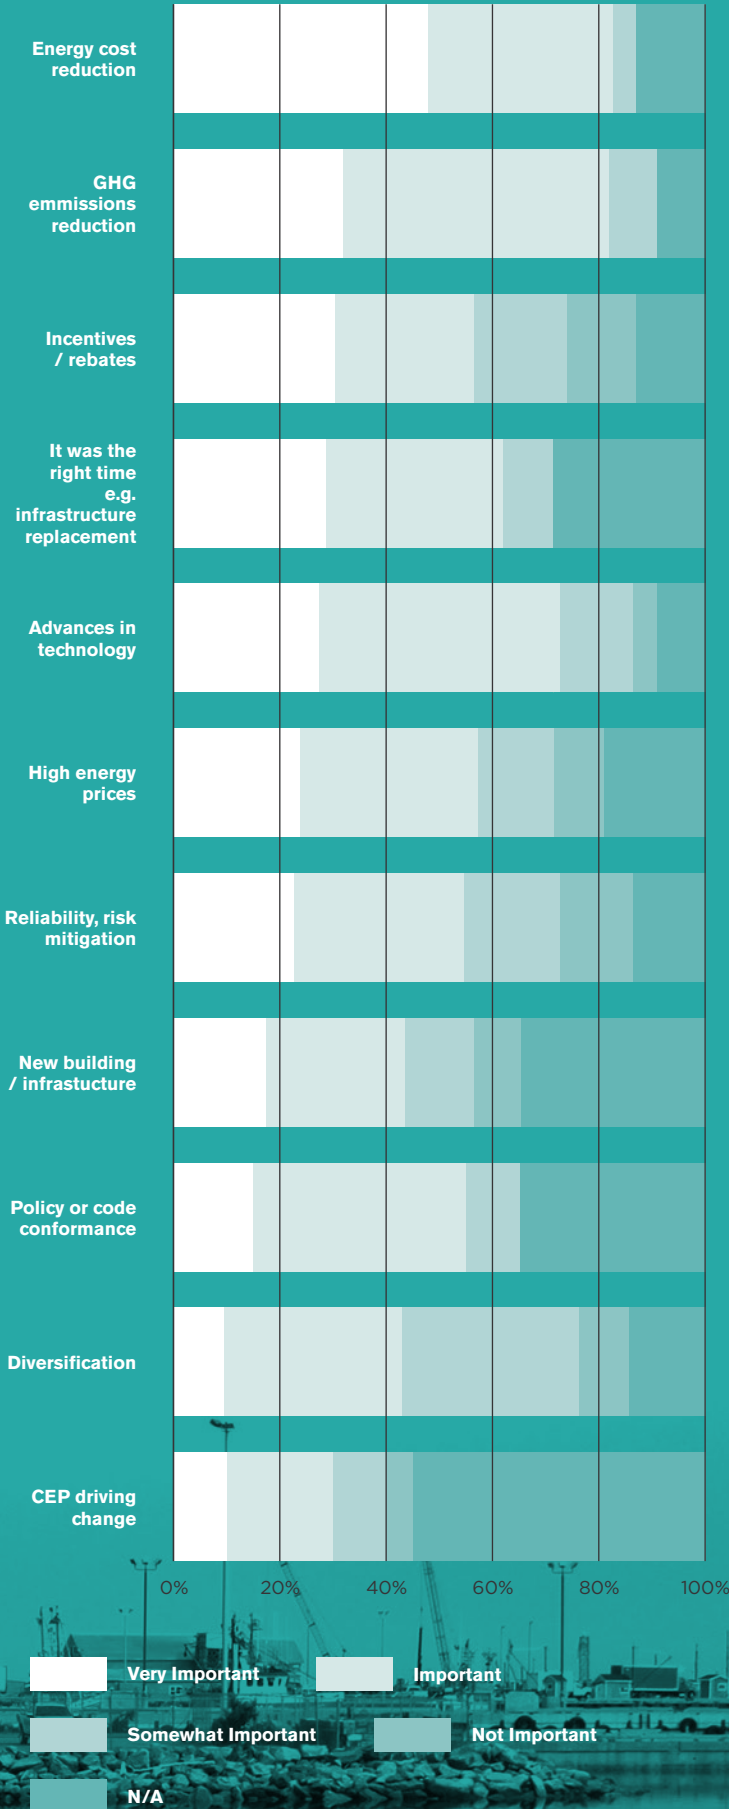 Energy cost
reduction
GHG
emmissions
reduction
Incentives
/ rebates
It was the
right time
e.g.
infrastructure
replacement
Advances in
technology
High energy
prices
Reliability, risk
mitigation
New building
/ infrastucture
Policy or code
conformance
Diversification
CEP driving
change
0% 20% 40% 60% 80% 100%
Very Important Important
Somewhat Important Not Important
N/A